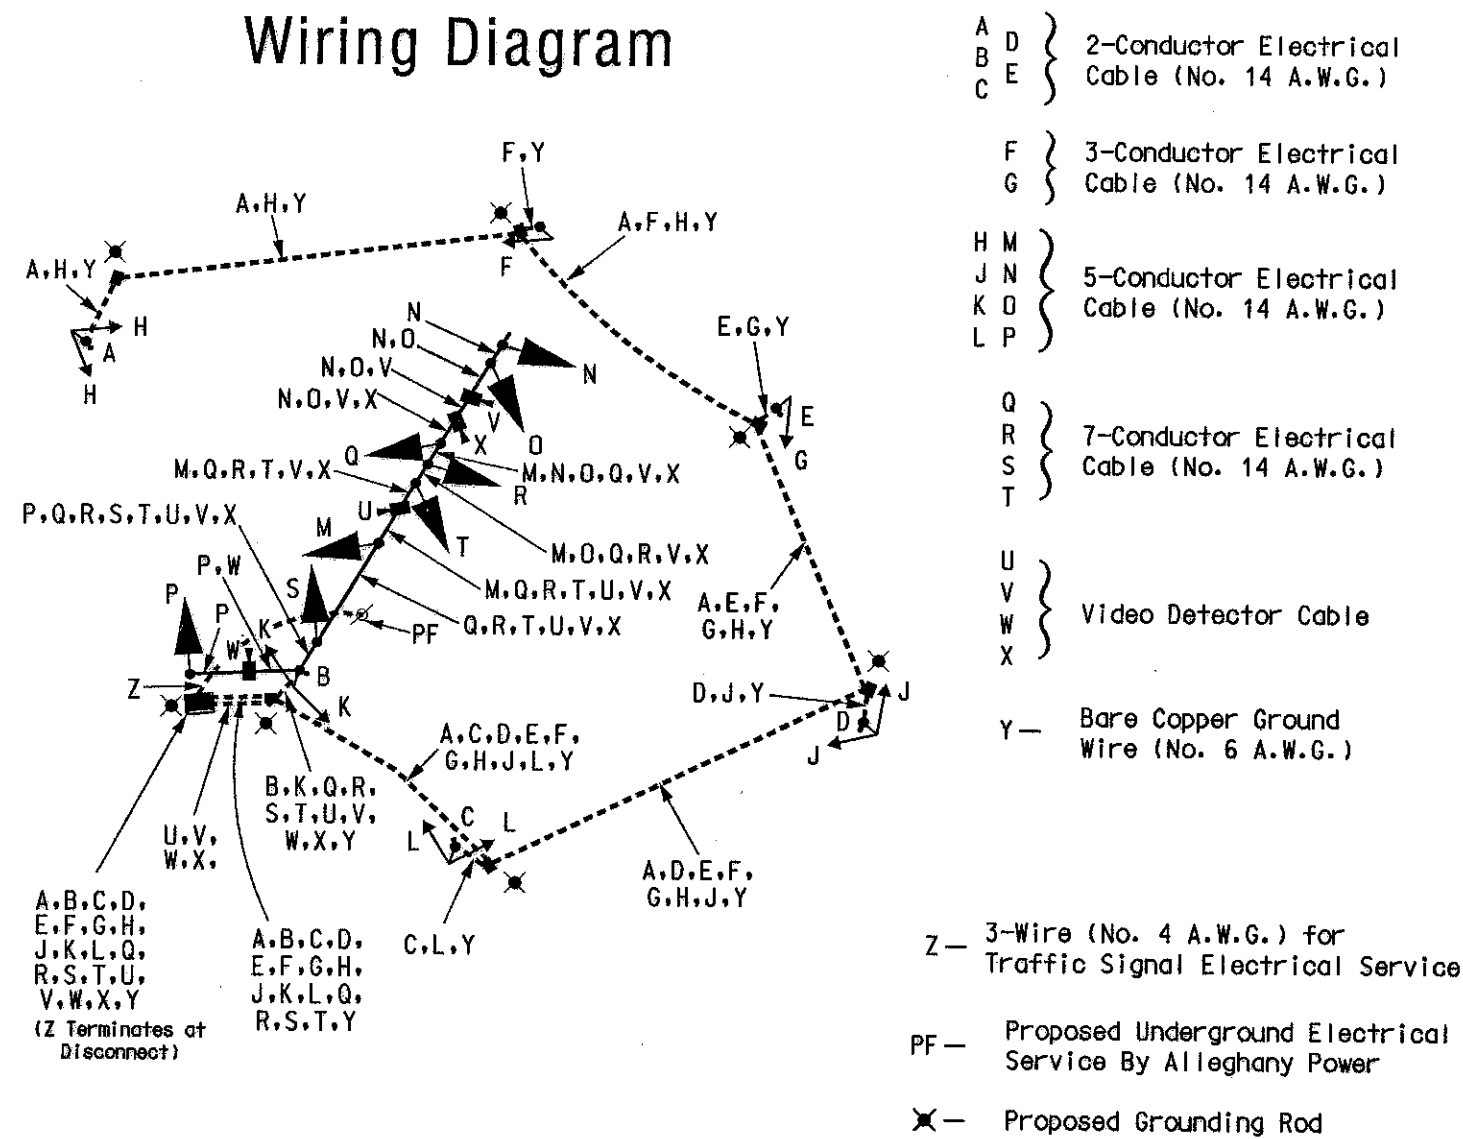 Wiring Diagram
A
B
C
D
E
2-Conductor Electrical
Cable (No. 14 A.W.G.)
F
G
3-Conductor Electrical
Cable (No. 14 A.W.G.)
H M
J N
K O
L P
5-Conductor Electrical
Cable (No. 14 A.W.G.)
Q
R
S
T
7-Conductor Electrical
Cable (No. 14 A.W.G.)
U
V
W
X
Video Detector Cable
Y— Bare Copper Ground
Wire (No. 6 A.W.G.)
Z— 3-Wire (No. 4 A.W.G.) for
Traffic Signal Electrical Service
PF— Proposed Underground Electrical
Service By Alleghany Power
— Proposed Grounding Rod
F,Y
A,H,Y
A,F,H,Y
A,H,Y
F
H
A
H
N
N,O
N,O,V
N,O,V,X
N
V
O
X
E,G,Y
E
G
Q
M,Q,R,T,V,X
M,N,O,Q,V,X
R
U
P,Q,R,S,T,U,V,X
M
T
M,O,Q,R,V,X
P,W
S
M,Q,R,T,U,V,X
A,E,F,
G,H,Y
P
P
K
PF
Q,R,T,U,V,X
W
B
Z
K
D,J,Y
J
D
J
A,C,D,E,F,
G,H,J,L,Y
B,K,Q,R,
S,T,U,V,
W,X,Y
U,V,
W,X,
C
L
L
A,D,E,F,
G,H,J,Y
C,L,Y
A,B,C,D,
E,F,G,H,
J,K,L,Q,
R,S,T,U,
V,W,X,Y
(Z Terminates at
Disconnect)
A,B,C,D,
E,F,G,H,
J,K,L,Q,
R,S,T,Y